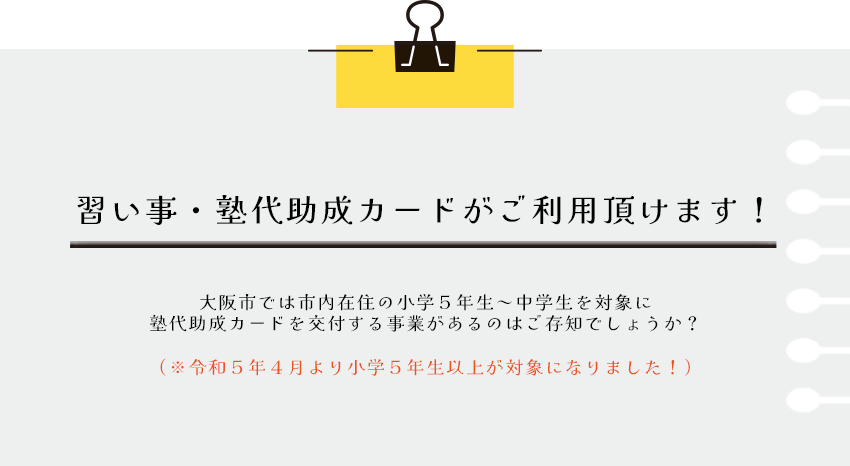 習い事・塾代助成カードがご利用頂けます！
大阪市では市内在住の小学５年生～中学生を対象に
塾代助成カードを交付する事業があるのはご存知でしょうか？
（※令和５年４月より小学５年生以上が対象になりました！）